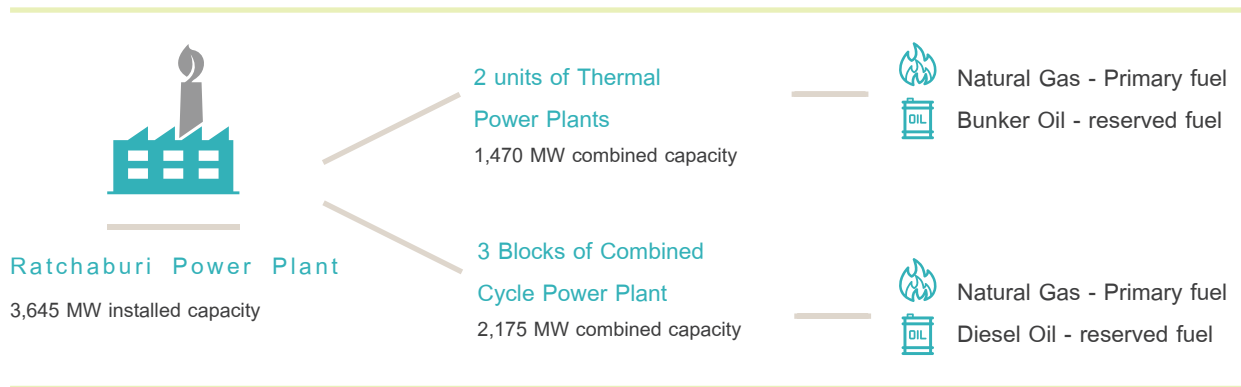 Ratchaburi Power Plant
3,645 MW installed capacity
2 units of Thermal
Power Plants
1,470 MW combined capacity
OIL
Natural Gas - Primary fuel
Bunker Oil - reserved fuel
3 Blocks of Combined
Cycle Power Plant
2,175 MW combined capacity
OIL
Natural Gas - Primary fuel
Diesel Oil - reserved fuel